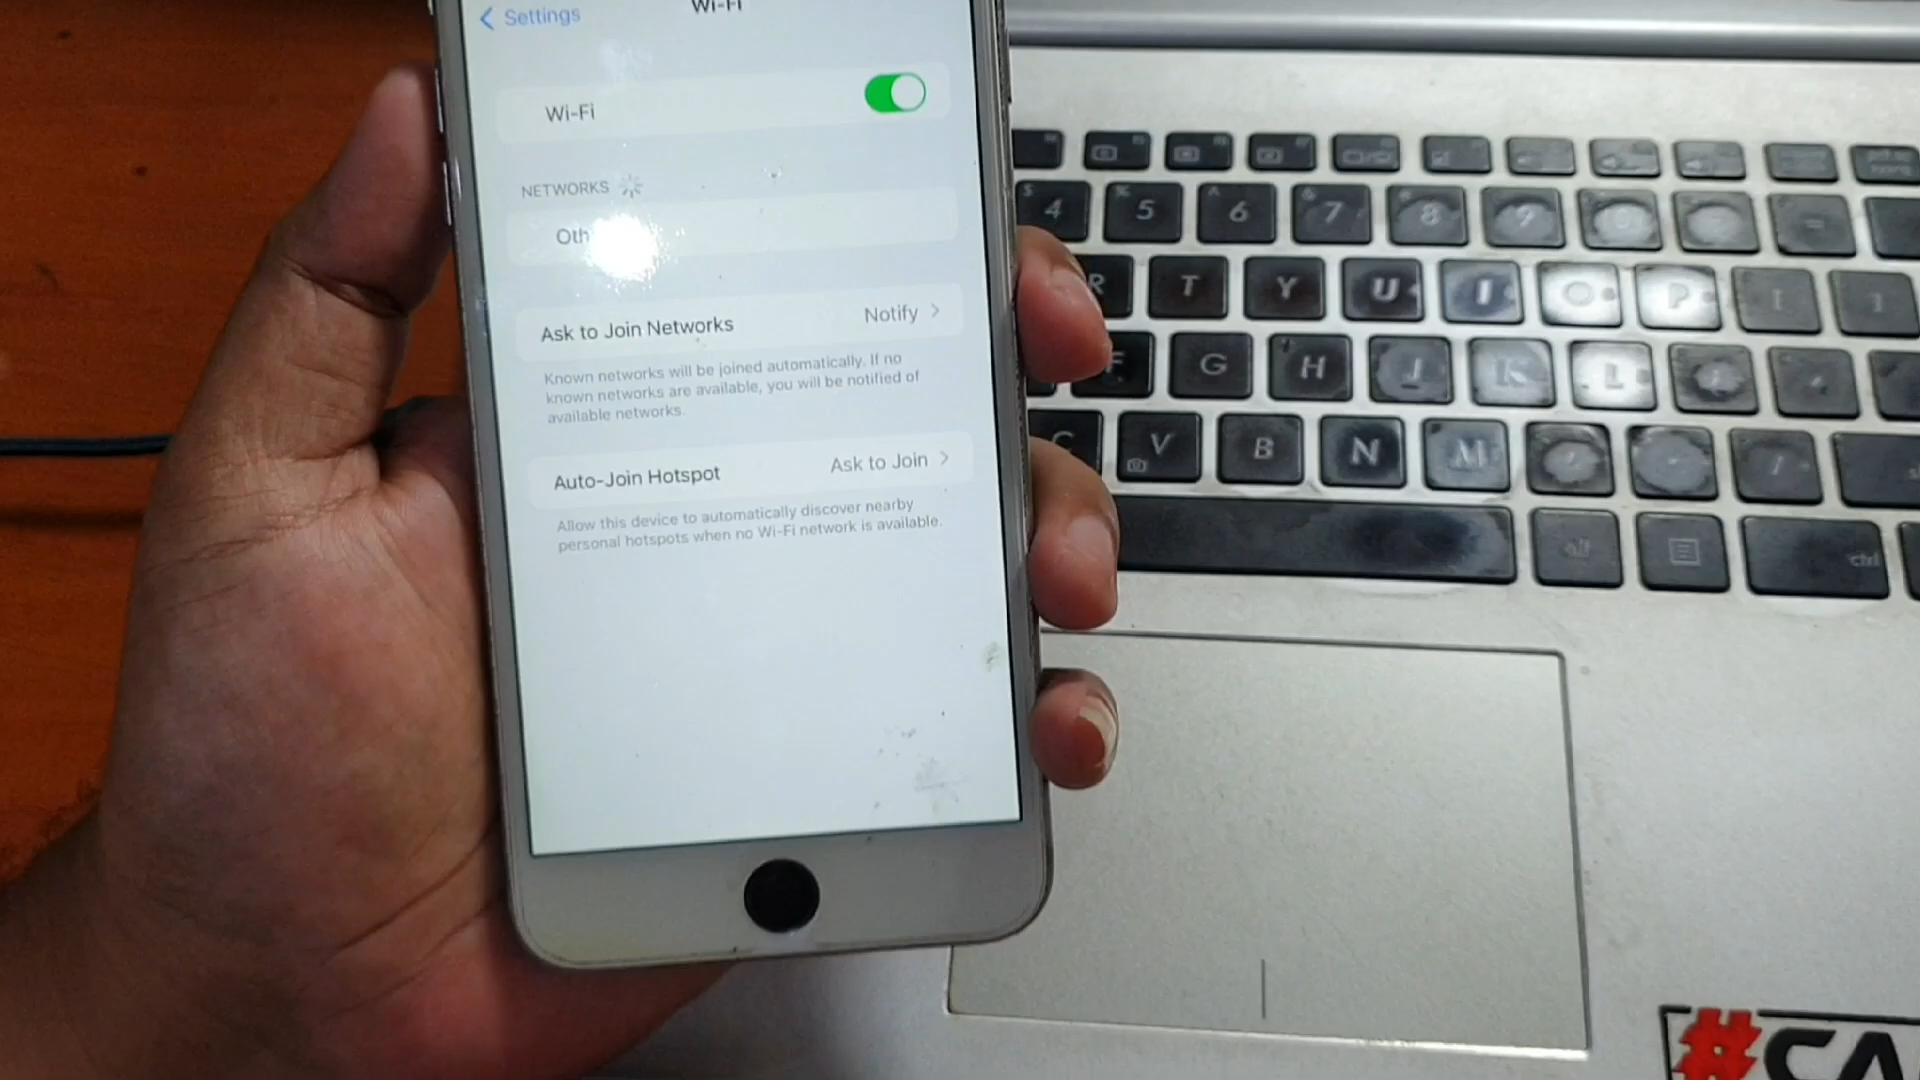 Settings
Wi-Fi
Wi-Fi
NETWORKS
Oth
Ask to Join Networks
Notify
Known networks will be joined automatically. If no
known networks are available, you will be notified of
available networks.
Auto-Join Hotspot
Ask to Join
Allow this device to automatically discover nearby
personal hotspots when no Wi-Fi network is available.
$ 4 % 5 ^ 6 & 7 8 9 =
R T Y U I O P [ ]
F G H J K L
C V B N M
alt ctrl
#CA